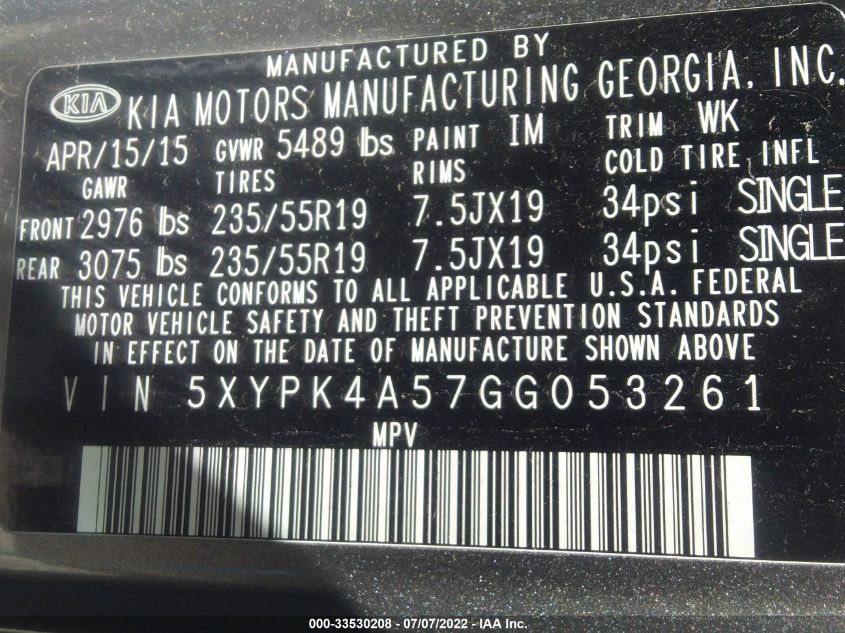 MANUFACTURED BY
KIA KIA MOTORS MANUFACTURING GEORGIA, INC.
APR/15/15 GVWR 5489 lbs PAINT IM TRIM WK
GAWR TIRES RIMS COLD TIRE INFL
FRONT 2976 lbs 235/55R19 7.5JX19 34psi SINGLE
REAR 3075 lbs 235/55R19 7.5JX19 34psi SINGLE
THIS VEHICLE CONFORMS TO ALL APPLICABLE U.S.A. FEDERAL
MOTOR VEHICLE SAFETY AND THEFT PREVENTION STANDARDS
IN EFFECT ON THE DATE OF MANUFACTURE SHOWN ABOVE
VIN 5XYPK4A57GG053261
MPV
000-33530208 - 07/07/2022 - IAA Inc.